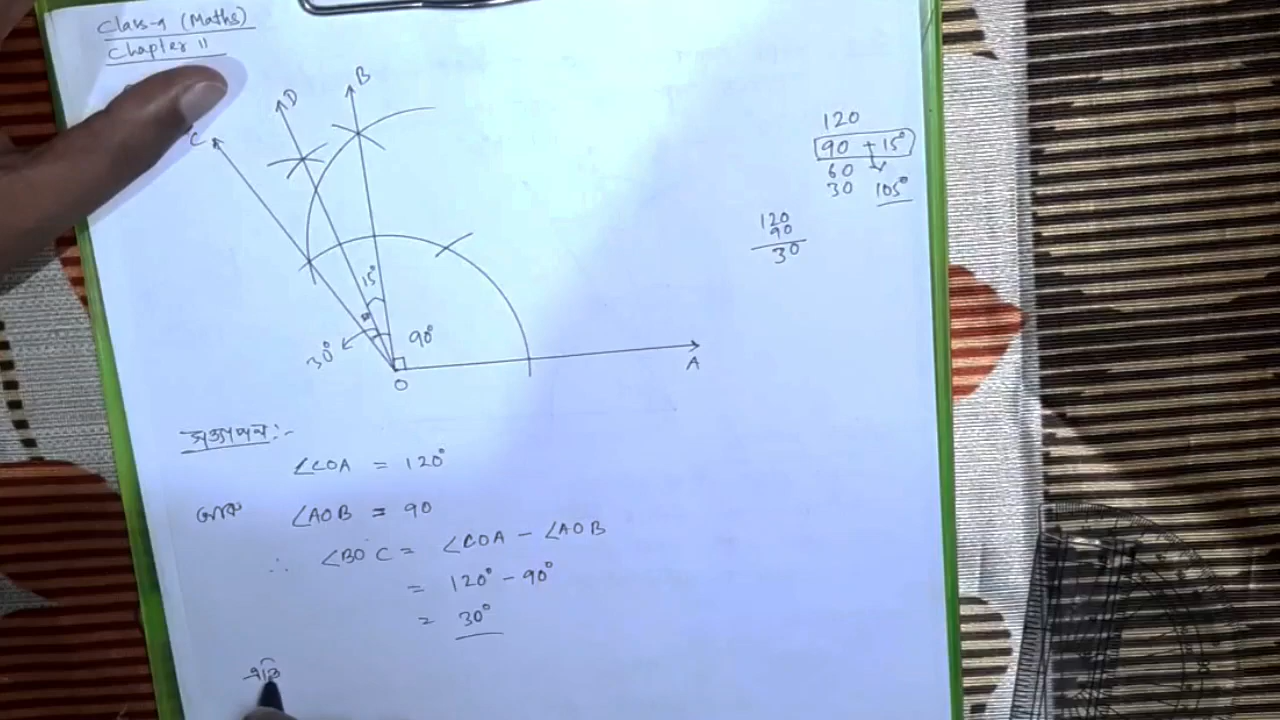 Class-9 (Maths)
Chapter 11
B
D
C
15°
30°
90°
O
A
120
90 + 15°
60
30 105°
120
90
30
∠COA = 120°
আৰু ∠AOB = 90
∴ ∠BOC = ∠COA - ∠AOB
= 120° - 90°
= 30°